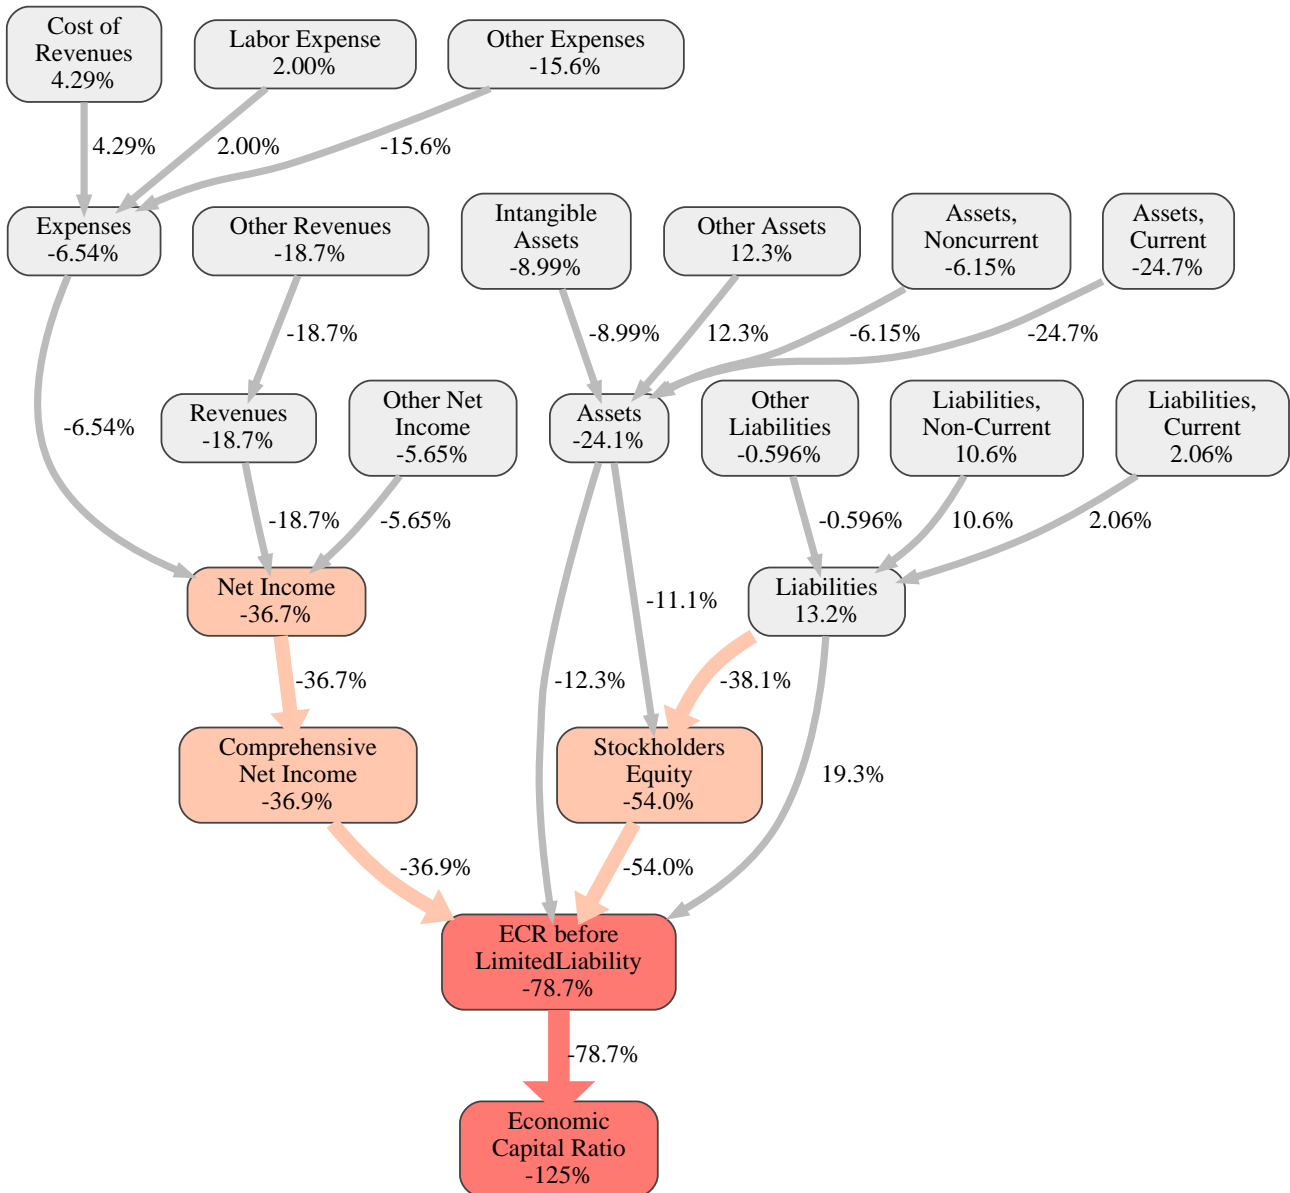 Cost of
Revenues
4.29%
Labor Expense
2.00%
Other Expenses
-15.6%
4.29%
2.00%
-15.6%
Expenses
-6.54%
Other Revenues
-18.7%
Intangible
Assets
-8.99%
Other Assets
12.3%
Assets,
Noncurrent
-6.15%
Assets,
Current
-24.7%
-18.7%
-8.99%
12.3%
-6.15%
-24.7%
-6.54%
Revenues
-18.7%
Other Net
Income
-5.65%
Assets
-24.1%
Other
Liabilities
-0.596%
Liabilities,
Non-Current
10.6%
Liabilities,
Current
2.06%
-18.7%
-5.65%
-0.596%
10.6%
2.06%
Net Income
-36.7%
-11.1%
Liabilities
13.2%
-36.7%
-12.3%
-38.1%
Comprehensive
Net Income
-36.9%
Stockholders
Equity
-54.0%
19.3%
-36.9%
-54.0%
ECR before
LimitedLiability
-78.7%
-78.7%
Economic
Capital Ratio
-125%